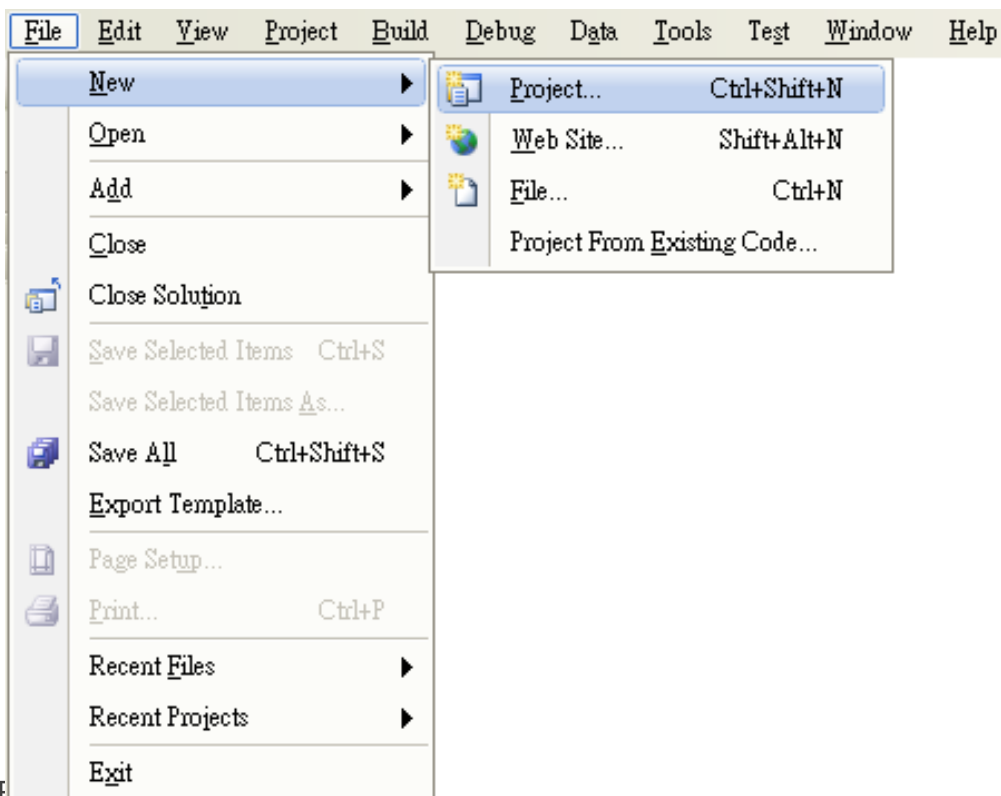 File Edit View Project Build Debug Data Tools Test Window Help
New
Project... Ctrl+Shift+N
Open
Web Site... Shift+Alt+N
Add
File... Ctrl+N
Close
Project From Existing Code...
Close Solution
Save Selected Items Ctrl+S
Save Selected Items As...
Save All Ctrl+Shift+S
Export Template...
Page Setup...
Print... Ctrl+P
Recent Files
Recent Projects
Exit